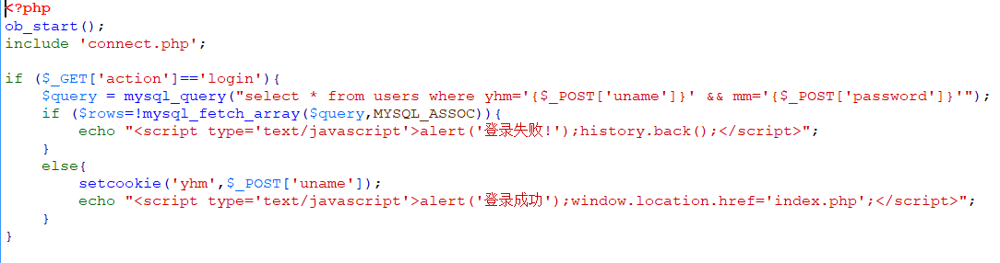 <?php
ob_start();
include 'connect.php';
if ($_GET['action']=='login'){
$query = mysql_query("select * from users where yhm='{$_POST['uname']}' && mm='{$_POST['password']}'");
if ($rows=!mysql_fetch_array($query,MYSQL_ASSOC)){
echo "<script type='text/javascript'>alert('登录失败!');history.back();</script>";
}
else{
setcookie('yhm',$_POST['uname']);
echo "<script type='text/javascript'>alert('登录成功');window.location.href='index.php';</script>";
}
}